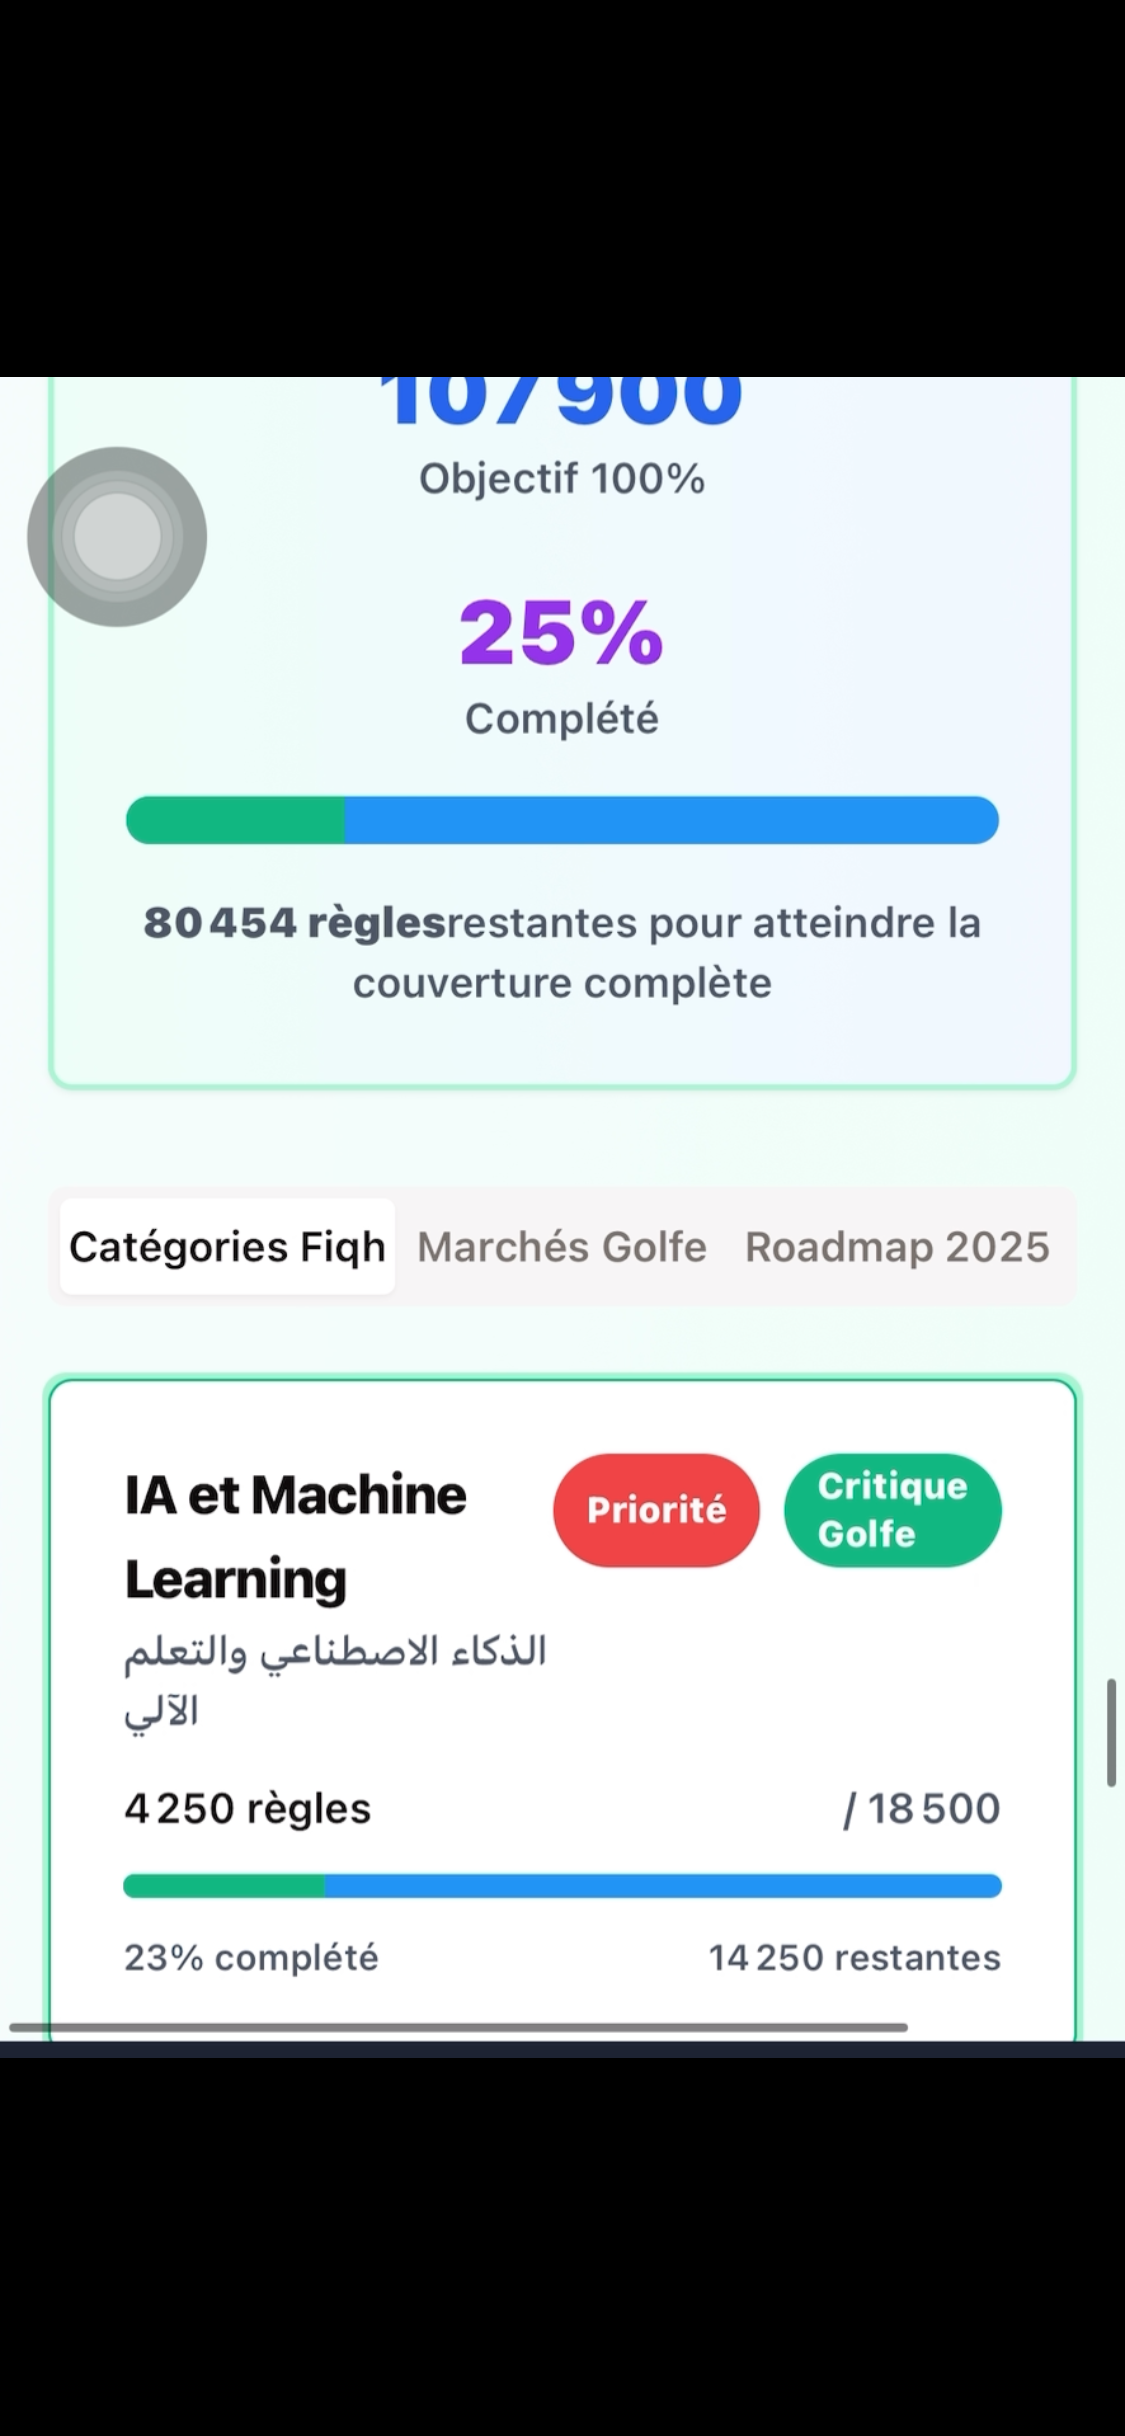 107900
Objectif 100%
25%
Complété
80 454 règlesrestantes pour atteindre la
couverture complète
Catégories Fiqh
Marchés Golfe
Roadmap 2025
IA et Machine
Learning
Priorité
Critique
Golfe
الذكاء الاصطناعي والتعلم
الآلي
4 250 règles
/ 18 500
23% complété
14 250 restantes